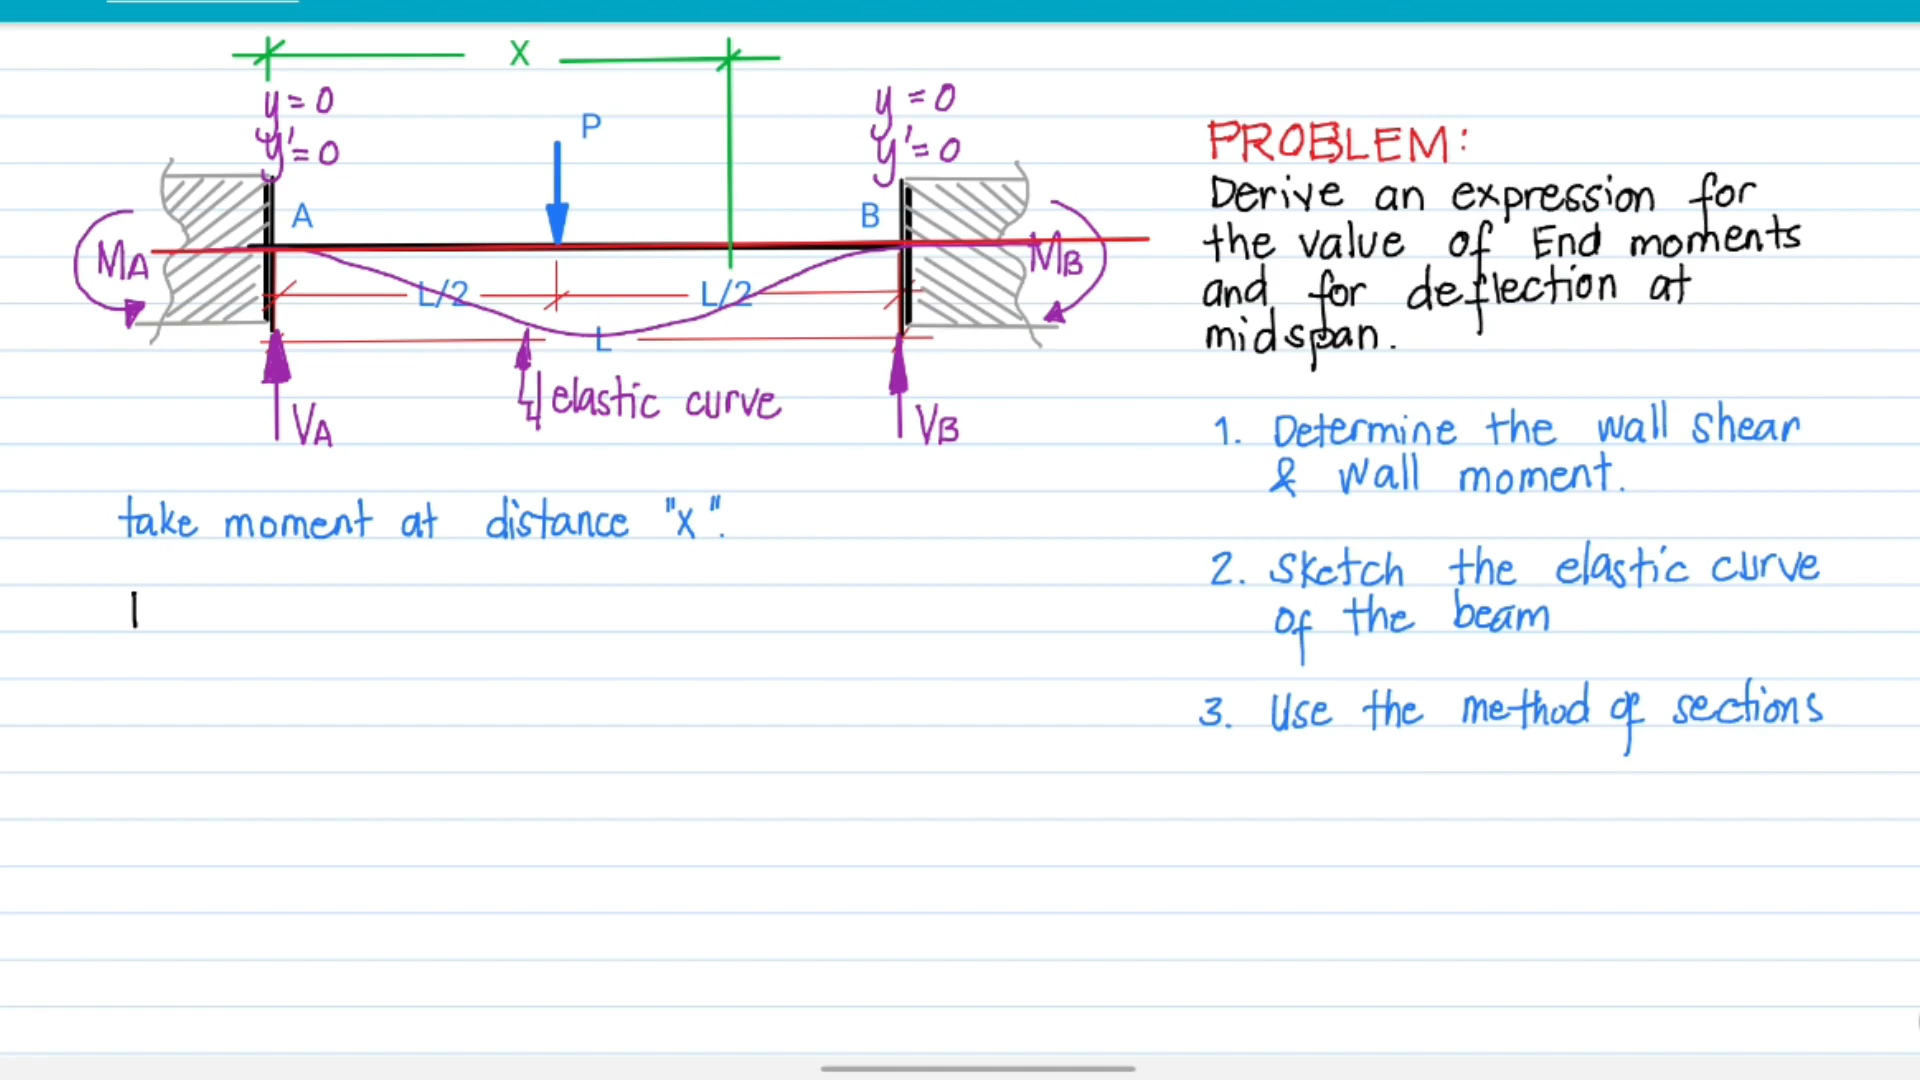 X
y = 0
y' = 0
y = 0
y' = 0
P
A
B
MA
MB
L/2
L/2
L
elastic curve
VA
VB
take moment at distance "x".
PROBLEM:
Derive an expression for
the value of End moments
and for deflection at
midspan.
1. Determine the wall shear
& wall moment.
2. Sketch the elastic curve
of the beam
3. Use the method of sections